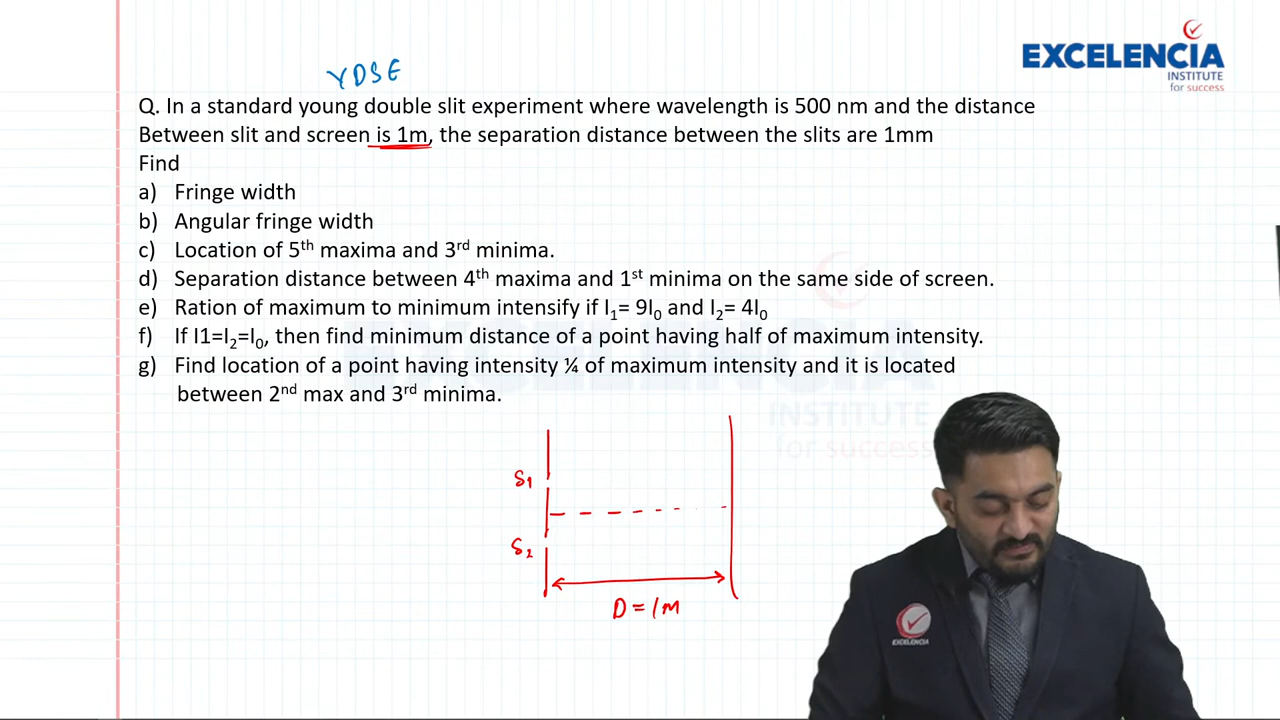 EXCELENCIA
INSTITUTE
for success
YDSE
Q. In a standard young double slit experiment where wavelength is 500 nm and the distance
Between slit and screen is 1m, the separation distance between the slits are 1mm
Find
a) Fringe width
b) Angular fringe width
c) Location of 5th maxima and 3rd minima.
d) Separation distance between 4th maxima and 1st minima on the same side of screen.
e) Ration of maximum to minimum intensify if I1= 9I0 and I2= 4I0
f) If I1=I2=I0, then find minimum distance of a point having half of maximum intensity.
g) Find location of a point having intensity ¼ of maximum intensity and it is located
between 2nd max and 3rd minima.
EXCELENCIA
INSTITUTE
for success
S1
S2
D = 1m
EXCELENCIA